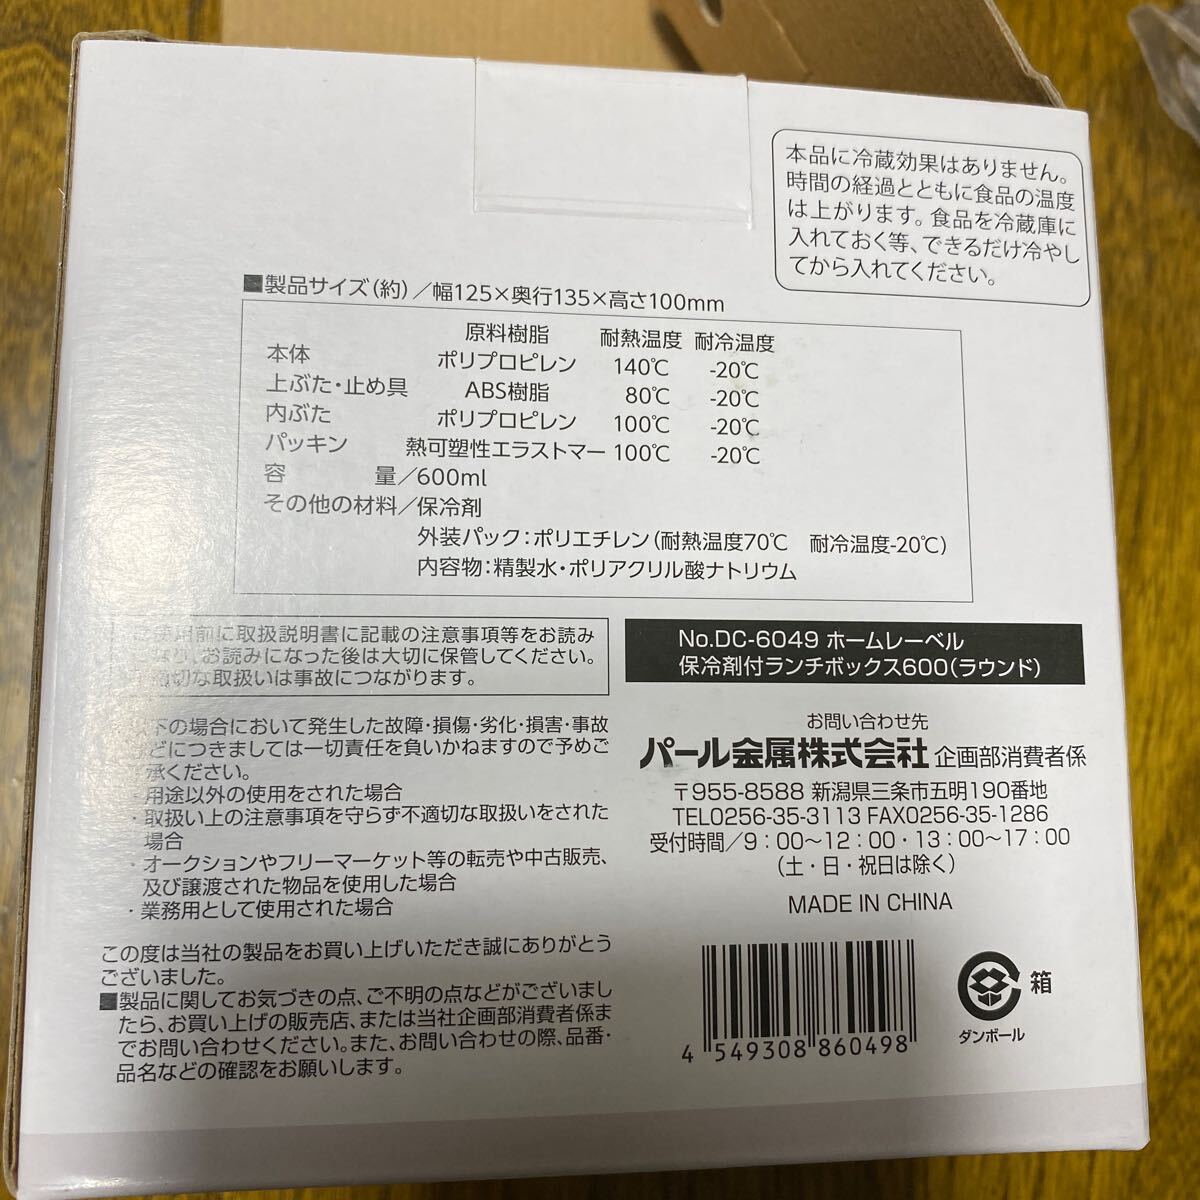 本品に冷蔵効果はありません。
時間の経過とともに食品の温度
は上がります。食品を冷蔵庫に
入れておく等、できるだけ冷やし
てから入れてください。
■製品サイズ(約)/幅125×奥行135×高さ100mm
原料樹脂 耐熱温度 耐冷温度
本体 ポリプロピレン 140℃ -20℃
上ぶた・止め具 ABS樹脂 80℃ -20℃
内ぶた ポリプロピレン 100℃ -20℃
パッキン 熱可塑性エラストマー 100℃ -20℃
容 量/600ml
その他の材料/保冷剤
外装パック:ポリエチレン(耐熱温度70℃ 耐冷温度-20℃)
内容物:精製水・ポリアクリル酸ナトリウム
使用前に取扱説明書に記載の注意事項等をお読み
なり、お読みになった後は大切に保管してください。
適切な取扱いは事故につながります。
下の場合において発生した故障・損傷・劣化・損害・事故
どにつきましては一切責任を負いかねますので予めご
承ください。
・用途以外の使用をされた場合
・取扱い上の注意事項を守らず不適切な取扱いをされた
場合
・オークションやフリーマーケット等の転売や中古販売、
及び譲渡された物品を使用した場合
・業務用として使用された場合
この度は当社の製品をお買い上げいただき誠にありがとう
ございました。
■製品に関してお気づきの点、ご不明の点などがございまし
たら、お買い上げの販売店、または当社企画部消費者係ま
でお問い合わせください。また、お問い合わせの際、品番・
品名などの確認をお願いします。
No.DC-6049 ホームレーベル
保冷剤付ランチボックス600(ラウンド)
お問い合わせ先
パール金属株式会社 企画部消費者係
〒955-8588 新潟県三条市五明190番地
TEL0256-35-3113 FAX0256-35-1286
受付時間/9:00～12:00・13:00～17:00
(土・日・祝日は除く)
MADE IN CHINA
4 549308 860498
箱
ダンボール